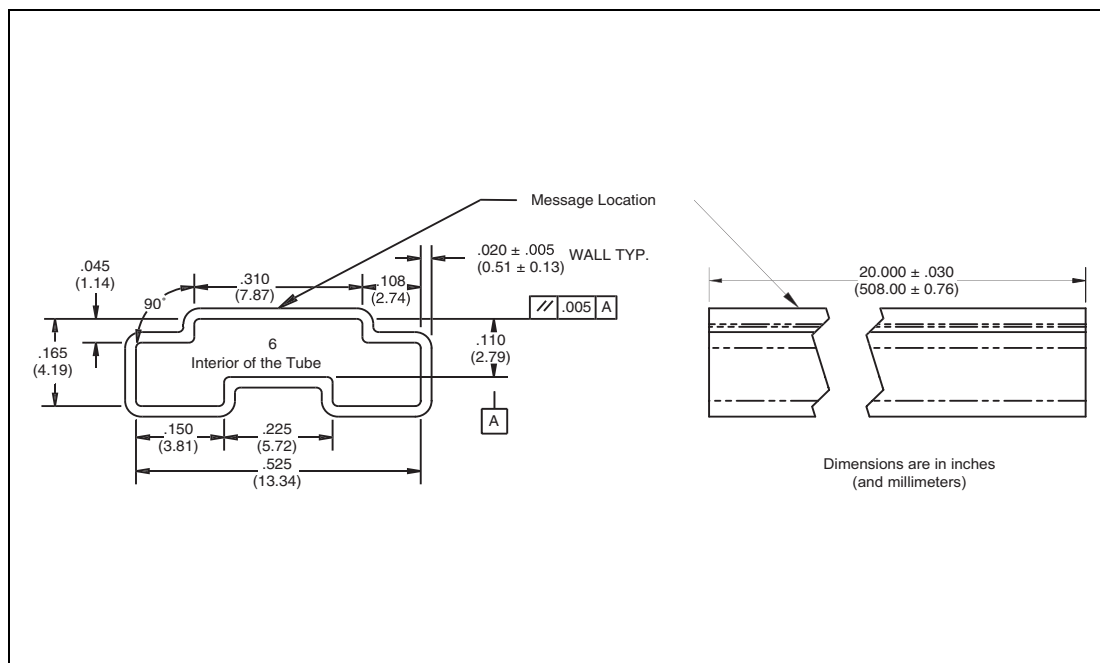 Message Location
.020 ± .005
(0.51 ± 0.13)
WALL TYP.
.045
(1.14)
.310
(7.87)
.108
(2.74)
20.000 ± .030
(508.00 ± 0.76)
90°
// .005 A
.165
(4.19)
6
Interior of the Tube
.110
(2.79)
A
.150
(3.81)
.225
(5.72)
.525
(13.34)
Dimensions are in inches
(and millimeters)